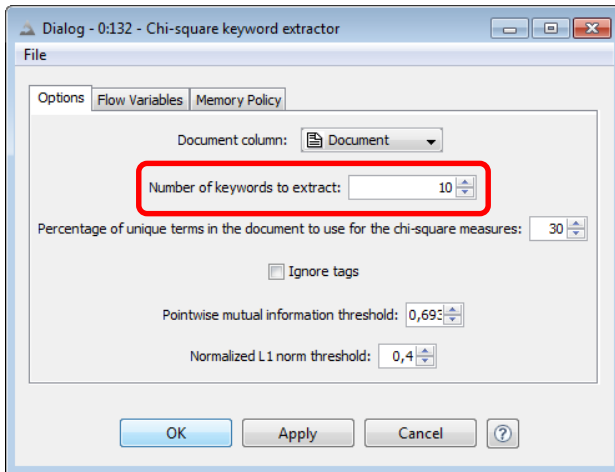 Dialog - 0:132 - Chi-square keyword extractor
File
Options Flow Variables Memory Policy
Document column: Document
Number of keywords to extract: 10
Percentage of unique terms in the document to use for the chi-square measures: 30
Ignore tags
Pointwise mutual information threshold: 0,693
Normalized L1 norm threshold: 0,4
OK Apply Cancel ?